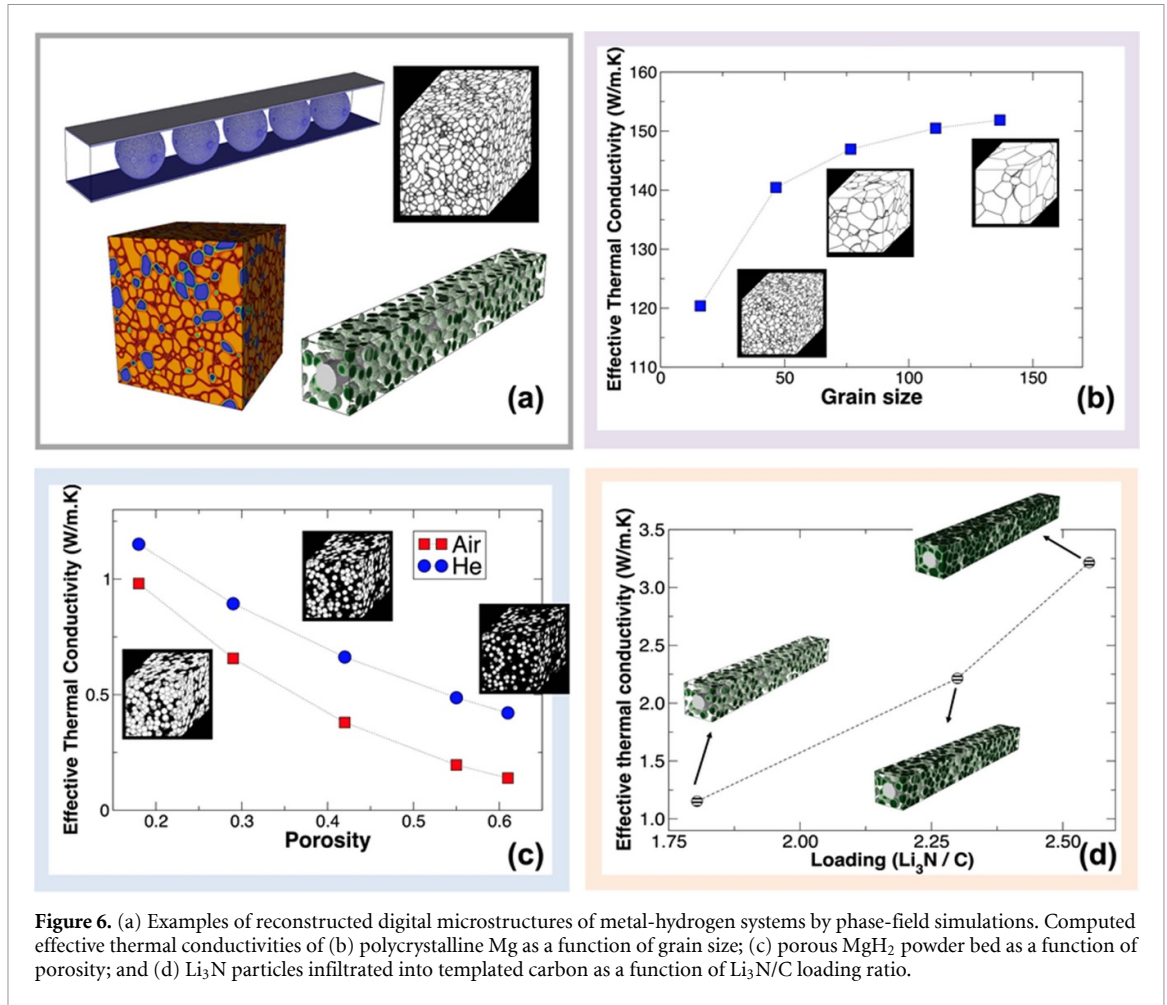 (a)
Effective Thermal Conductivity (W/m.K)
160
150
140
130
120
110
0
50
100
150
Grain size
(b)
Effective Thermal Conductivity (W/m.K)
1
0.5
0
Air
He
0.2
0.3
0.4
0.5
0.6
Porosity
(c)
Effective thermal conductivity (W/m.K)
3.5
3.0
2.5
2.0
1.5
1.0
1.75
2.00
2.25
2.50
Loading (Li₃N / C)
(d)
Figure 6. (a) Examples of reconstructed digital microstructures of metal-hydrogen systems by phase-field simulations. Computed
effective thermal conductivities of (b) polycrystalline Mg as a function of grain size; (c) porous MgH₂ powder bed as a function of
porosity; and (d) Li₃N particles infiltrated into templated carbon as a function of Li₃N/C loading ratio.